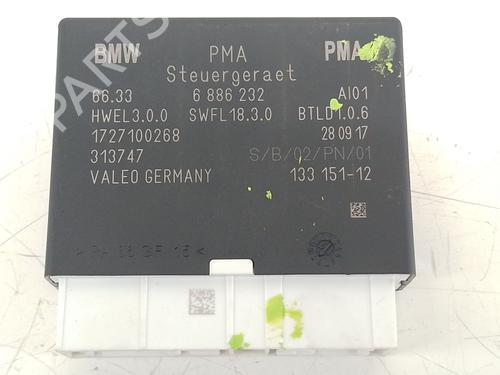 BMW PMA PMA
Steuergeraet
66.33 6 886 232 AI01
HWEL3.0.0 SWFL18.3.0 BTLD1.0.6
1727100268 28 09 17
313747 S/B/02/PN/01
VALEO GERMANY 133 151-12